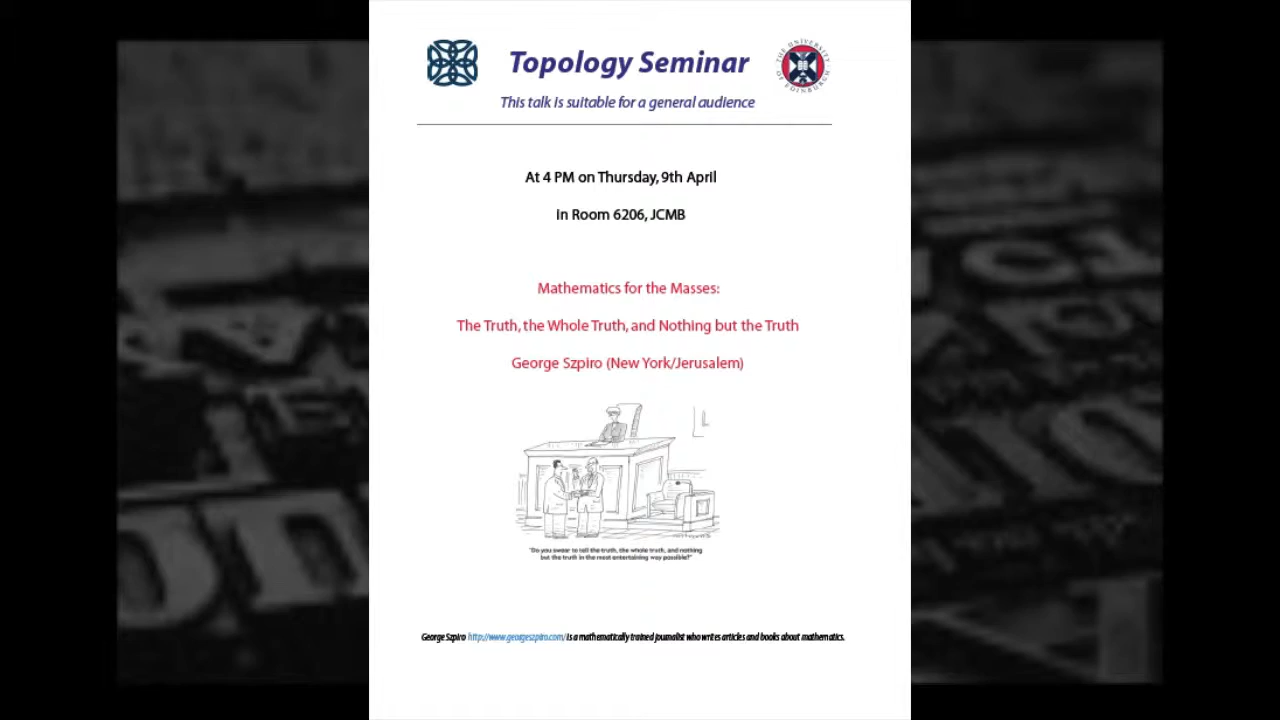 Topology Seminar
THE UNIVERSITY OF EDINBURGH
This talk is suitable for a general audience
At 4 PM on Thursday, 9th April
in Room 6206, JCMB
Mathematics for the Masses:
The Truth, the Whole Truth, and Nothing but the Truth
George Szpiro (New York/Jerusalem)
"Do you swear to tell the truth, the whole truth, and nothing
but the truth in the most entertaining way possible?"
George Szpiro http://www.georgeszpiro.com/ is a mathematically trained journalist who writes articles and books about mathematics.